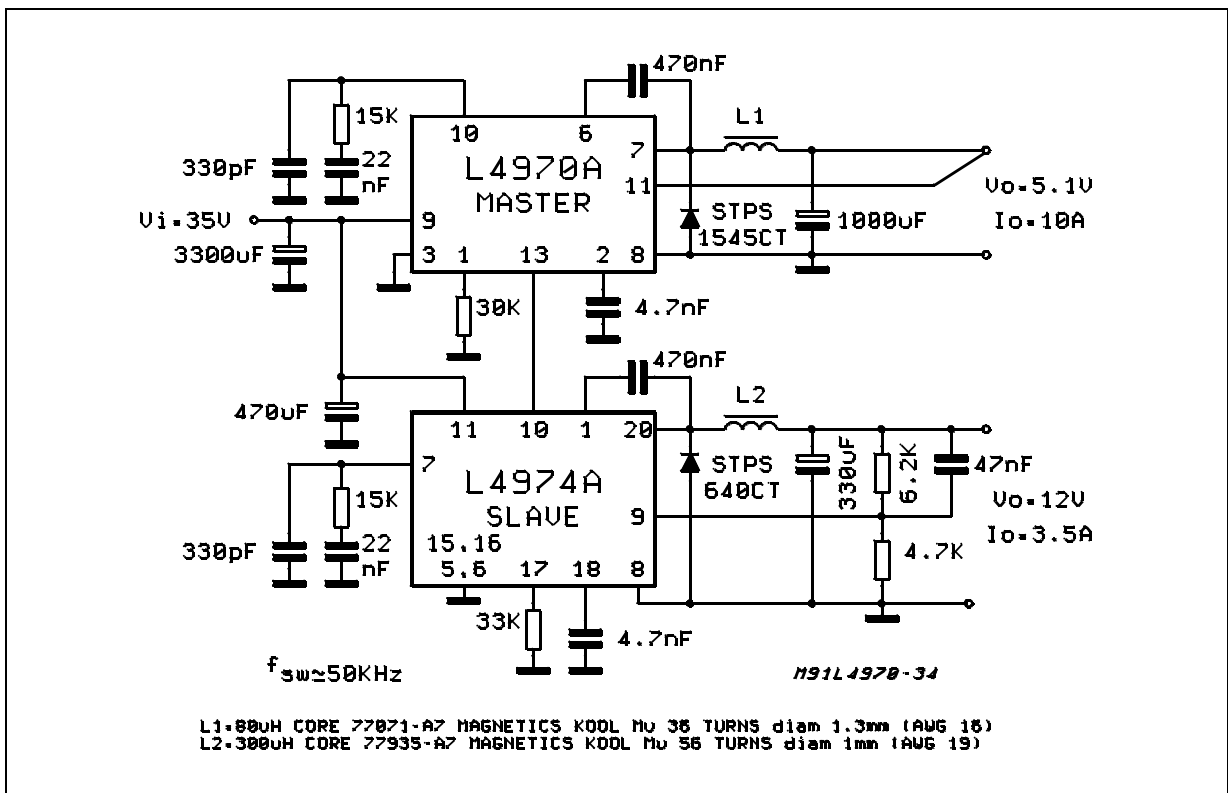 470nF
15K
L1
10
6
7
330pF
22
nF
L4970A
MASTER
11
Vo=5.1V
Vi=35V
9
STPS
1545CT
1000uF
Io=10A
3300uF
3
1
13
2
8
30K
4.7nF
470nF
L2
470uF
11
10
1
20
7
L4974A
SLAVE
STPS
640CT
330uF
6.2K
47nF
15K
9
Vo=12V
Io=3.5A
330pF
22
nF
15.16
5.6
17
18
8
4.7K
33K
4.7nF
fsw≃50KHz
M91L4970-34
L1=80uH CORE 77071-A7 MAGNETICS KOOL Mu 36 TURNS diam 1.3mm (AWG 16)
L2=300uH CORE 77935-A7 MAGNETICS KOOL Mu 56 TURNS diam 1mm (AWG 19)